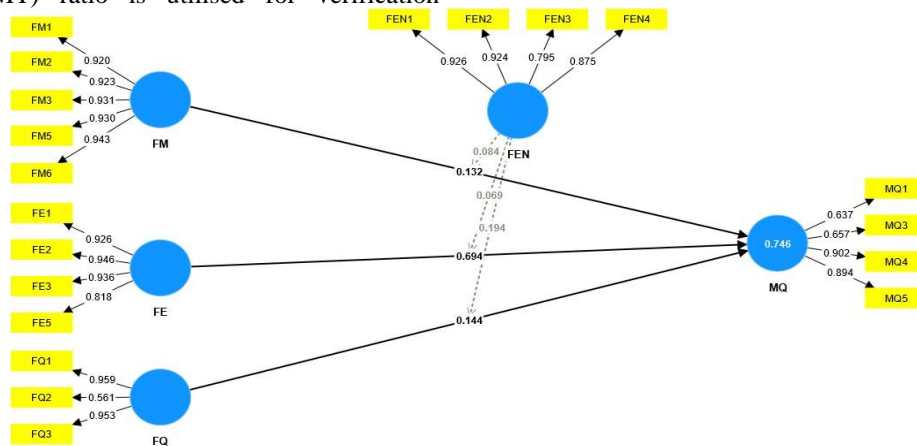 MT) ratio is utilised for verification
FM1
FM2
FM3
FM5
FM6
0.920
0.923
0.931
0.930
0.943
FM
FEN1
FEN2
FEN3
FEN4
0.926
0.924
0.795
0.875
FEN
0.084
0.132
0.069
0.194
0.694
0.144
FE1
FE2
FE3
FE5
0.926
0.946
0.936
0.818
FE
FQ1
FQ2
FQ3
0.959
0.561
0.953
FQ
MQ1
MQ3
MQ4
MQ5
0.637
0.657
0.902
0.894
0.746
MQ